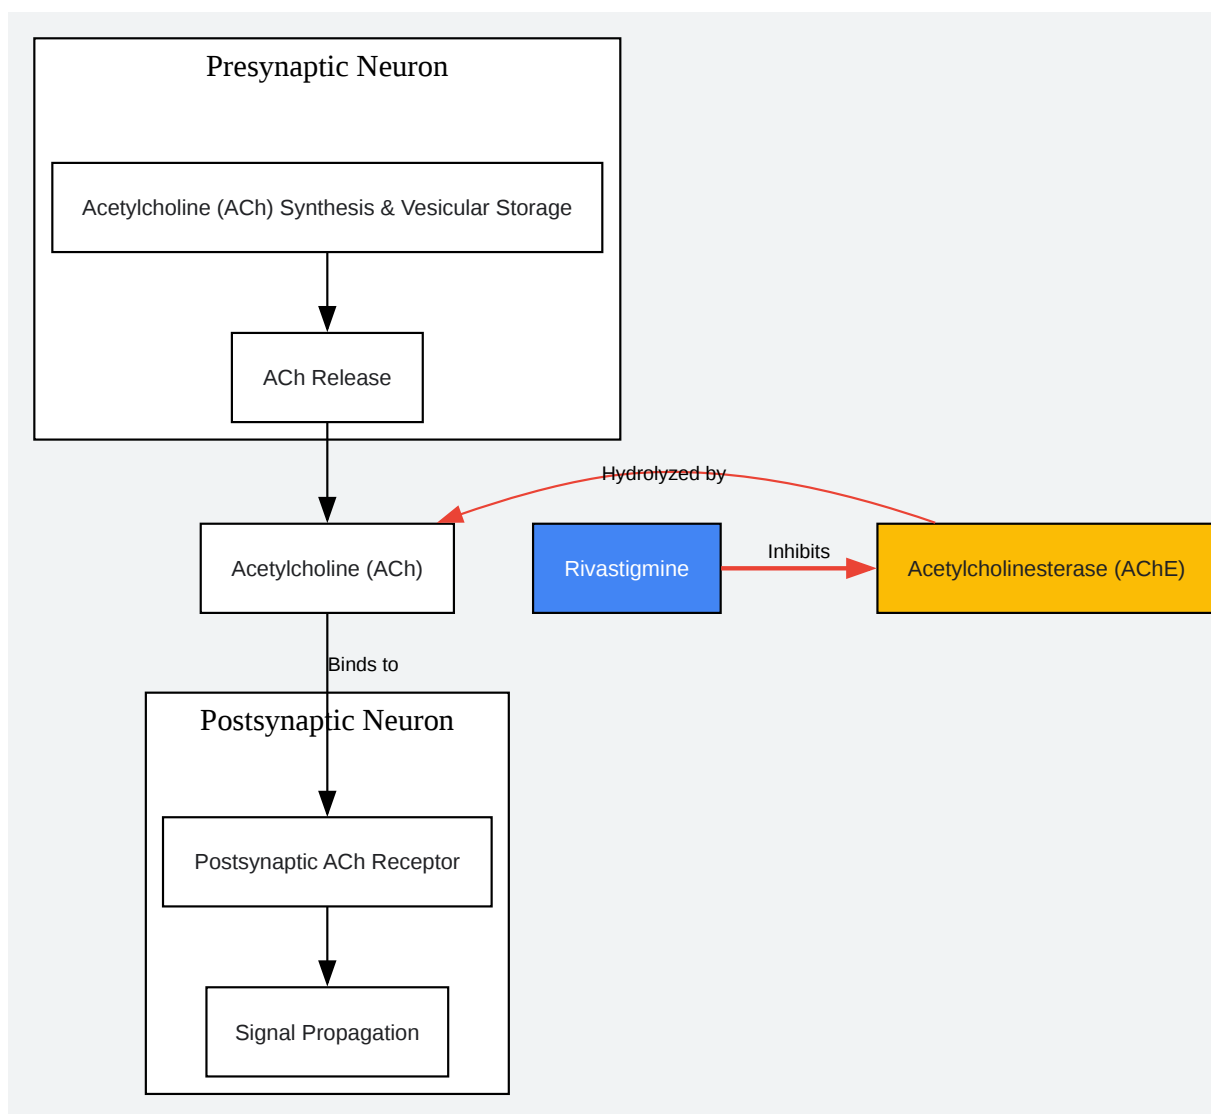 Presynaptic Neuron
Acetylcholine (ACh) Synthesis & Vesicular Storage
ACh Release
Hydrolyzed by
Acetylcholine (ACh)
Rivastigmine
Inhibits
Acetylcholinesterase (AChE)
Binds to
Postsynaptic Neuron
Postsynaptic ACh Receptor
Signal Propagation